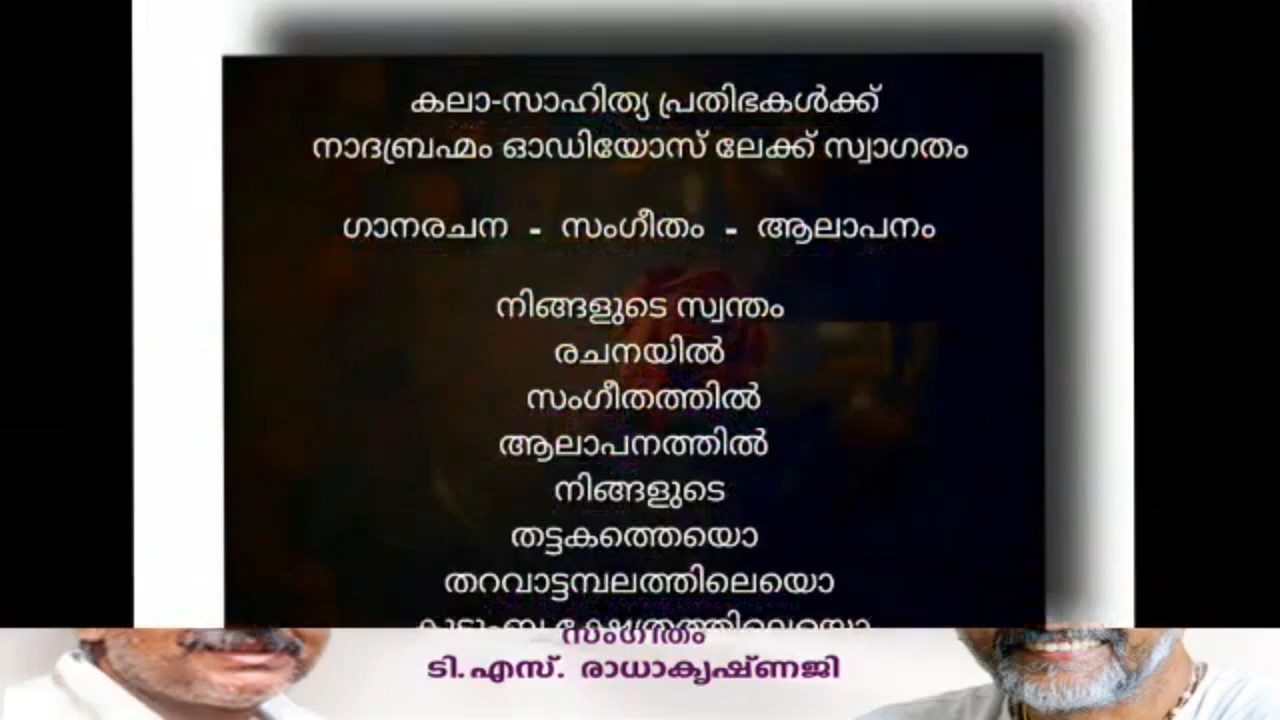 കലാ-സാഹിത്യ പ്രതിഭകൾക്ക്
നാദബ്രഹ്മം ഓഡിയോസ് ലേക്ക് സ്വാഗതം
ഗാനരചന - സംഗീതം - ആലാപനം
നിങ്ങളുടെ സ്വന്തം
രചനയിൽ
സംഗീതത്തിൽ
ആലാപനത്തിൽ
നിങ്ങളുടെ
തട്ടകത്തെയൊ
തറവാട്ടമ്പലത്തിലെയൊ
സംഗീതം
ടി.എസ്. രാധാകൃഷ്ണജി